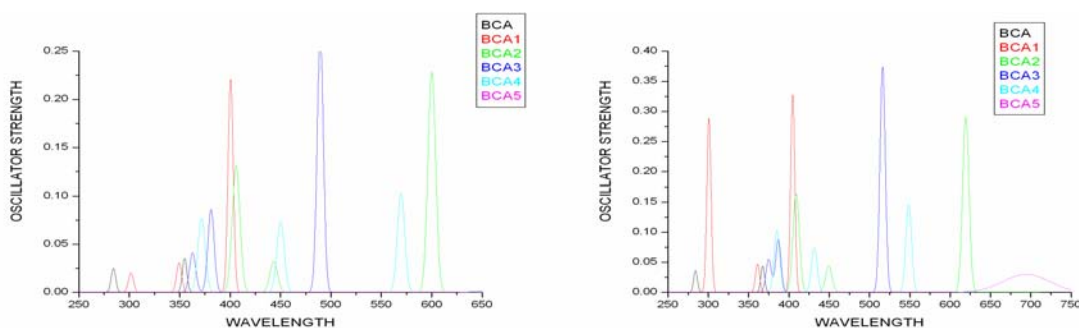 BCA
BCA1
BCA2
BCA3
BCA4
BCA5
OSCILLATOR STRENGTH
0.25
0.20
0.15
0.10
0.05
0.00
250 300 350 400 450 500 550 600 650
WAVELENGTH
BCA
BCA1
BCA2
BCA3
BCA4
BCA5
OSCILLATOR STRENGTH
0.40
0.35
0.30
0.25
0.20
0.15
0.10
0.05
0.00
250 300 350 400 450 500 550 600 650 700 750
WAVELENGTH